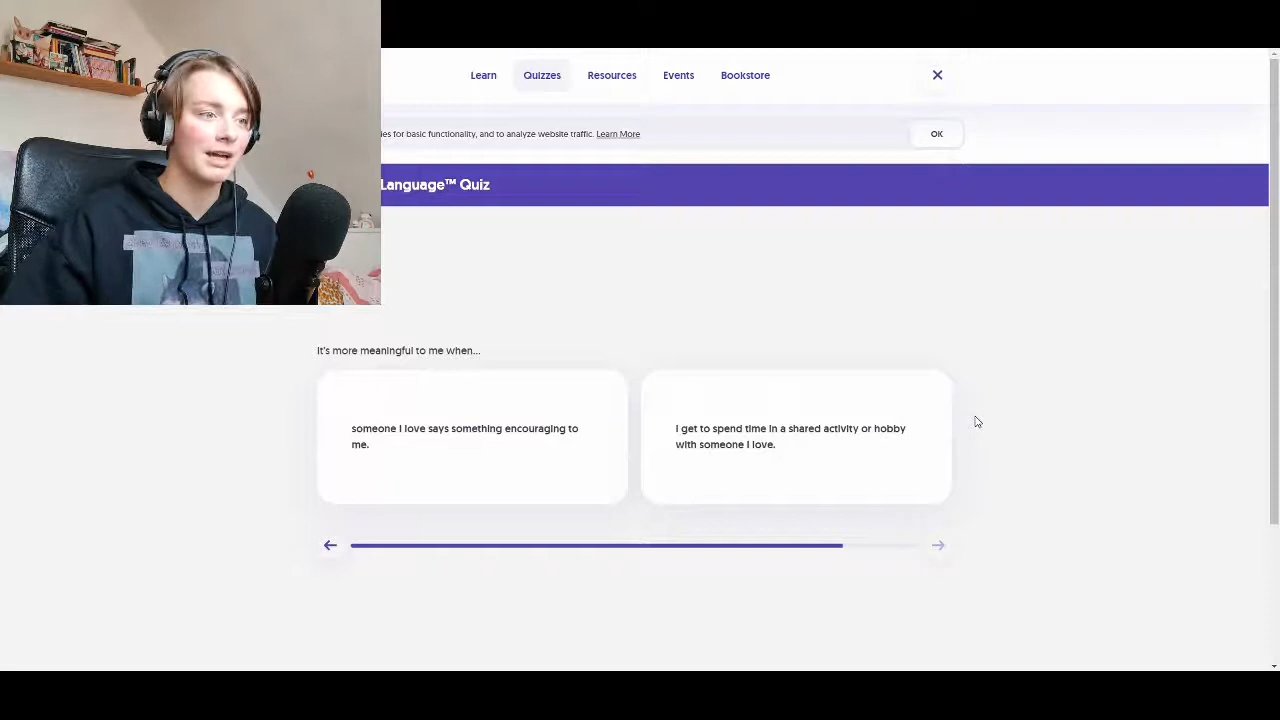 Learn Quizzes Resources Events Bookstore
for basic functionality, and to analyze website traffic. Learn More OK
Language™ Quiz
It's more meaningful to me when...
someone I love says something encouraging to
me.
I get to spend time in a shared activity or hobby
with someone I love.